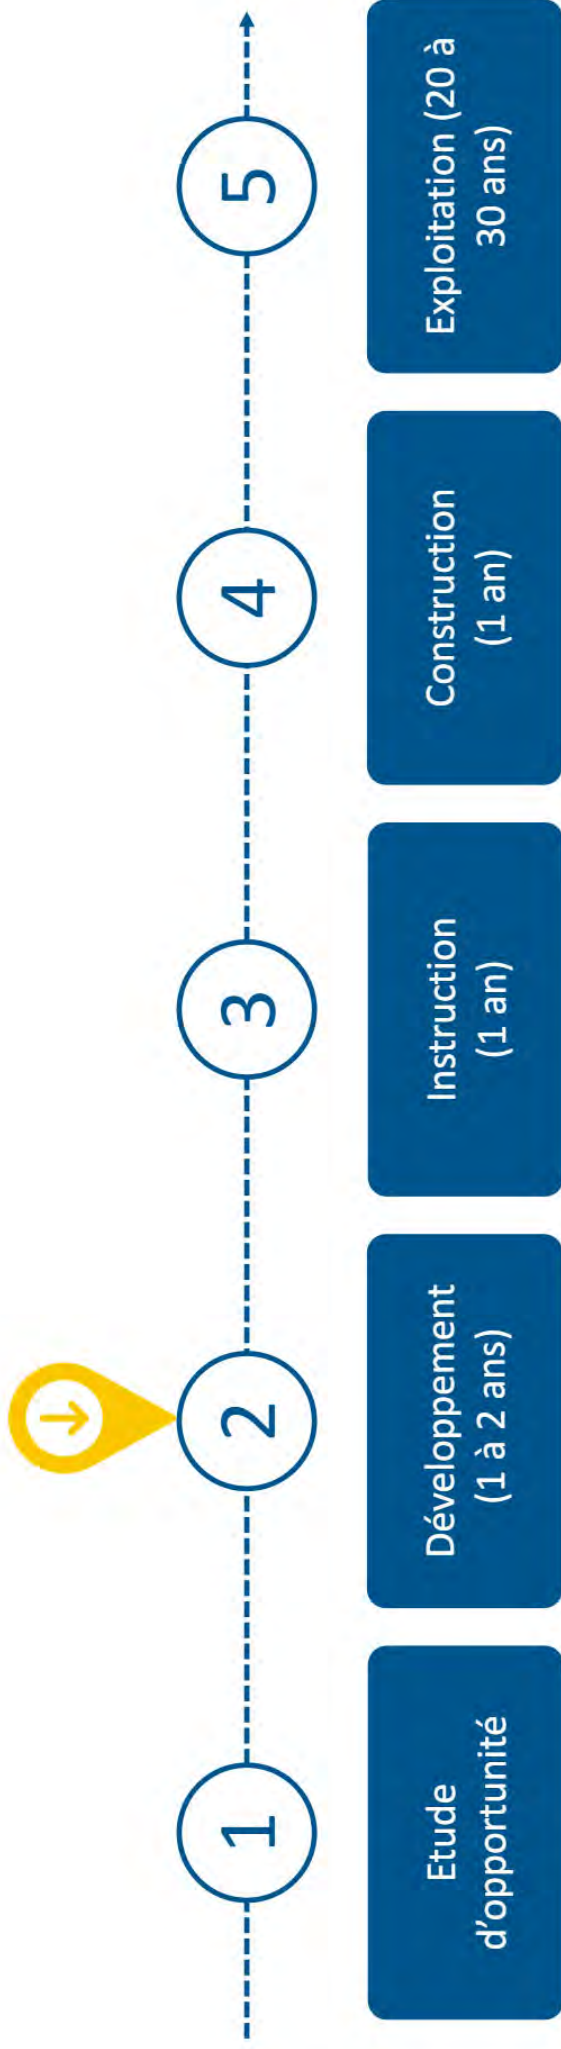 1
2
3
4
5
Etude
d'opportunité
Développement
(1 à 2 ans)
Instruction
(1 an)
Construction
(1 an)
Exploitation (20 à
30 ans)